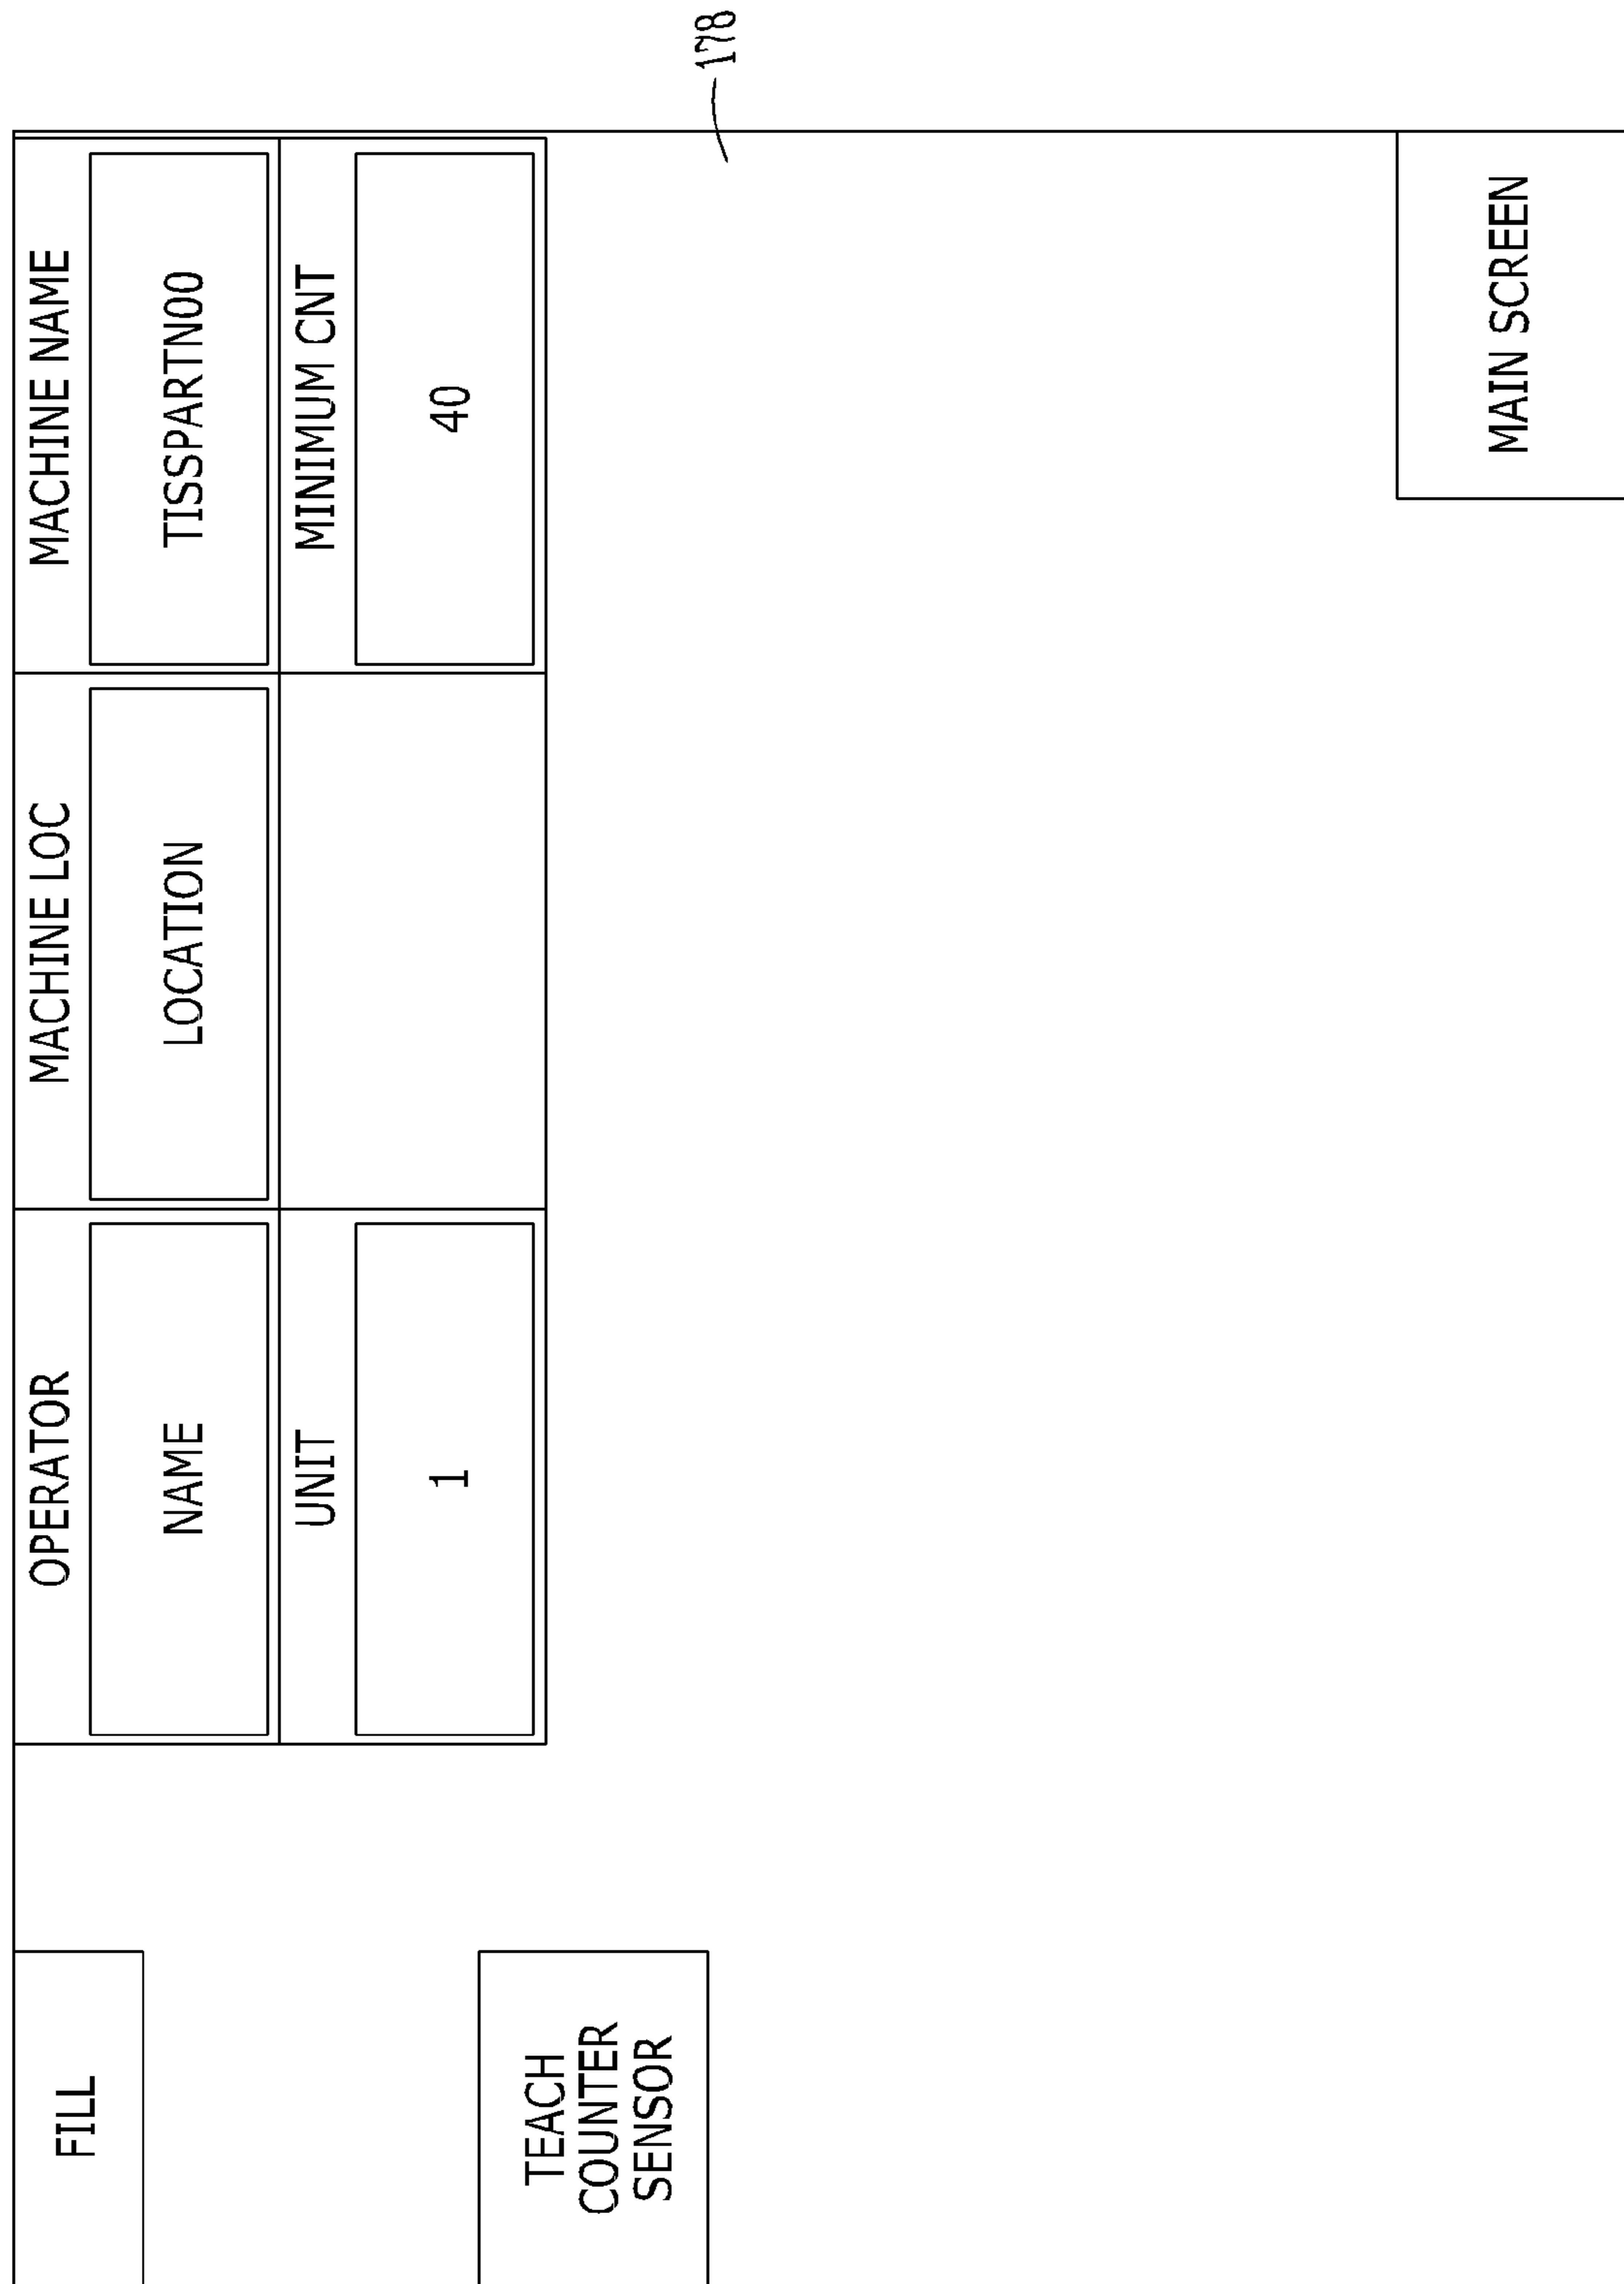 FILL
OPERATOR
MACHINE LOC
MACHINE NAME
NAME
LOCATION
TISSPARTN00
UNIT
MINIMUM CNT
1
40
TEACH
COUNTER
SENSOR
178
MAIN SCREEN